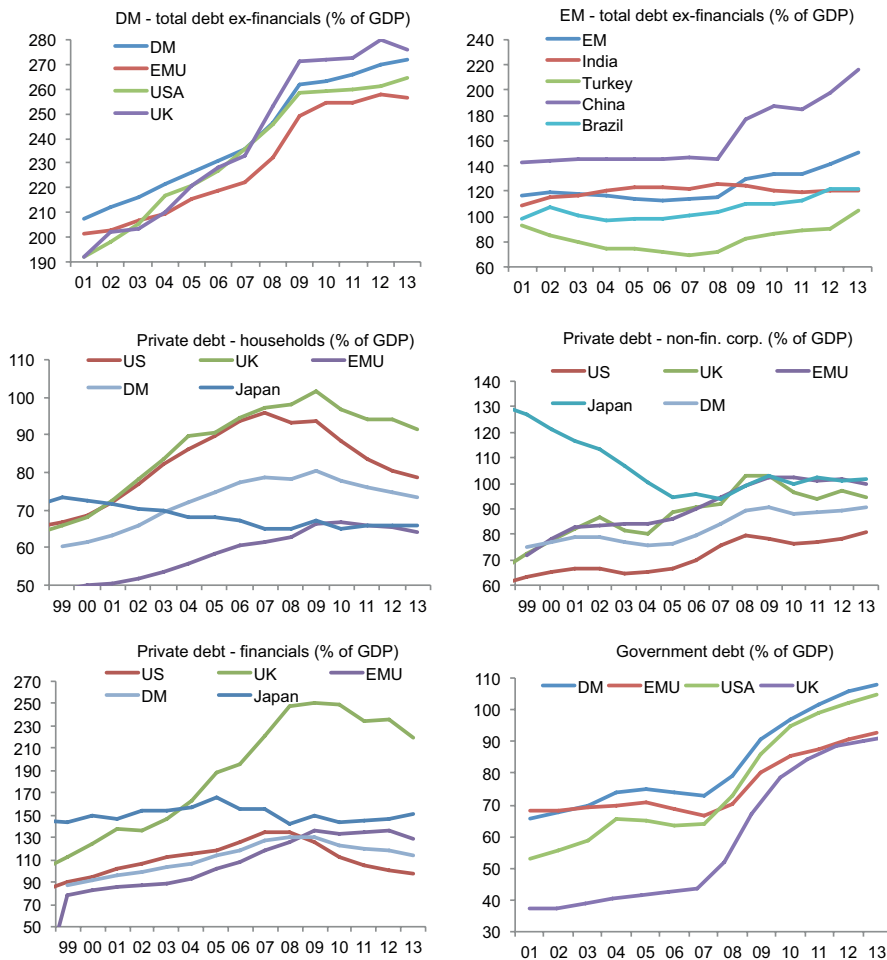 DM - total debt ex-financials (% of GDP)
280
270
260
250
240
230
220
210
200
190
DM
EMU
USA
UK
01 02 03 04 05 06 07 08 09 10 11 12 13
EM - total debt ex-financials (% of GDP)
240
220
200
180
160
140
120
100
80
60
EM
India
Turkey
China
Brazil
01 02 03 04 05 06 07 08 09 10 11 12 13
Private debt - households (% of GDP)
110
100
90
80
70
60
50
US UK EMU
DM Japan
99 00 01 02 03 04 05 06 07 08 09 10 11 12 13
Private debt - non-fin. corp. (% of GDP)
140
130
120
110
100
90
80
70
60
US UK EMU
Japan DM
99 00 01 02 03 04 05 06 07 08 09 10 11 12 13
Private debt - financials (% of GDP)
270
250
230
210
190
170
150
130
110
90
70
50
US UK EMU
DM Japan
99 00 01 02 03 04 05 06 07 08 09 10 11 12 13
Government debt (% of GDP)
110
100
90
80
70
60
50
40
30
DM EMU USA UK
01 02 03 04 05 06 07 08 09 10 11 12 13